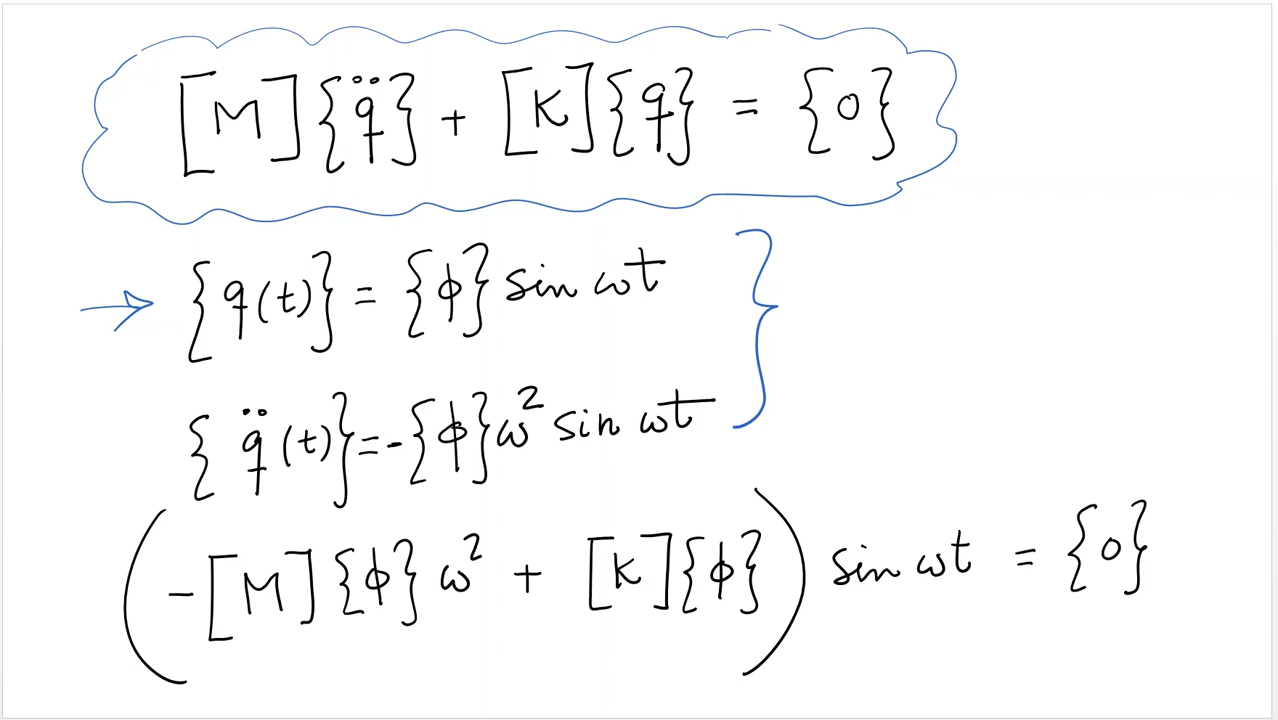 [M]{q̈} + [K]{q} = {0}
→ {q(t)} = {ϕ} sin ωt
{q̈(t)} = -{ϕ}ω² sin ωt
(-[M]{ϕ}ω² + [K]{ϕ}) sin ωt = {0}